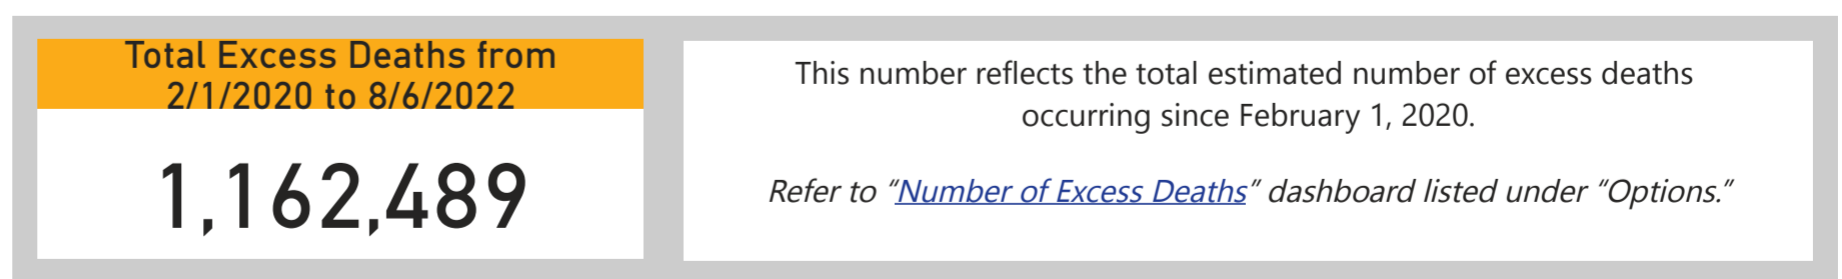 Total Excess Deaths from
2/1/2020 to 8/6/2022
1,162,489
This number reflects the total estimated number of excess deaths
occurring since February 1, 2020.
Refer to “Number of Excess Deaths” dashboard listed under “Options.”